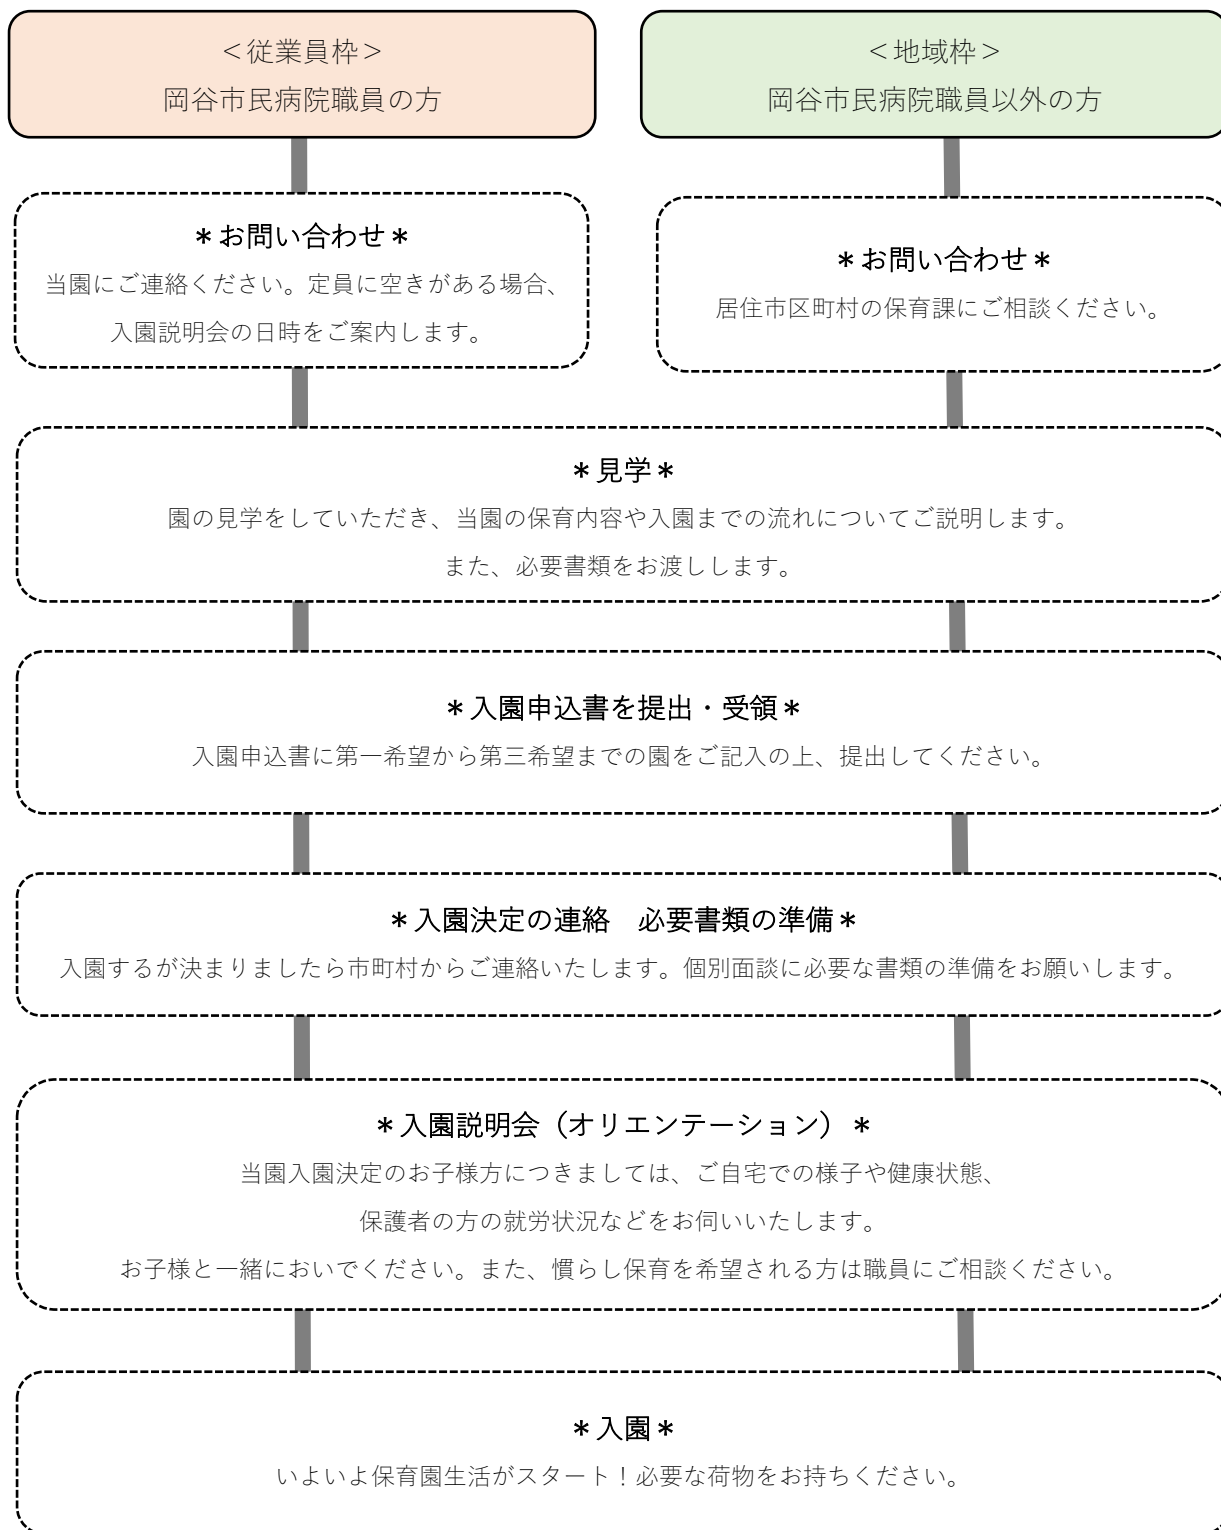 ＜従業員枠＞
岡谷市民病院職員の方
＜地域枠＞
岡谷市民病院職員以外の方
＊お問い合わせ＊
当園にご連絡ください。定員に空きがある場合、
入園説明会の日時をご案内します。
＊お問い合わせ＊
居住市区町村の保育課にご相談ください。
＊見学＊
園の見学をしていただき、当園の保育内容や入園までの流れについてご説明します。
また、必要書類をお渡しします。
＊入園申込書を提出・受領＊
入園申込書に第一希望から第三希望までの園をご記入の上、提出してください。
＊入園決定の連絡　必要書類の準備＊
入園するが決まりましたら市町村からご連絡いたします。個別面談に必要な書類の準備をお願いします。
＊入園説明会（オリエンテーション）＊
当園入園決定のお子様方につきましては、ご自宅での様子や健康状態、
保護者の方の就労状況などをお伺いいたします。
お子様と一緒においでください。また、慣らし保育を希望される方は職員にご相談ください。
＊入園＊
いよいよ保育園生活がスタート！必要な荷物をお持ちください。